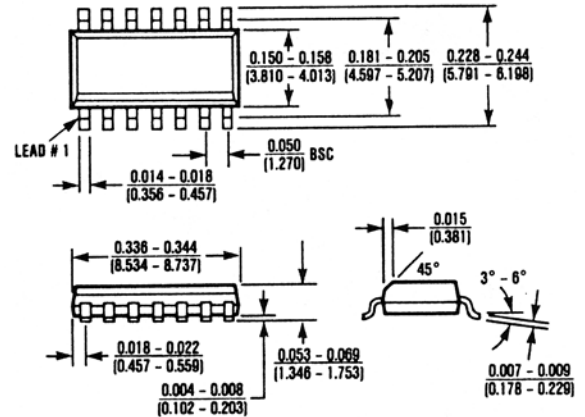 0.150 – 0.158
(3.810 – 4.013)
0.181 – 0.205
(4.597 – 5.207)
0.228 – 0.244
(5.791 – 6.198)
LEAD # 1
0.050
(1.270)
BSC
0.014 – 0.018
(0.356 – 0.457)
0.015
(0.381)
0.336 – 0.344
(8.534 – 8.737)
45°
3° – 6°
0.018 – 0.022
(0.457 – 0.559)
0.053 – 0.069
(1.346 – 1.753)
0.004 – 0.008
(0.102 – 0.203)
0.007 – 0.009
(0.178 – 0.229)